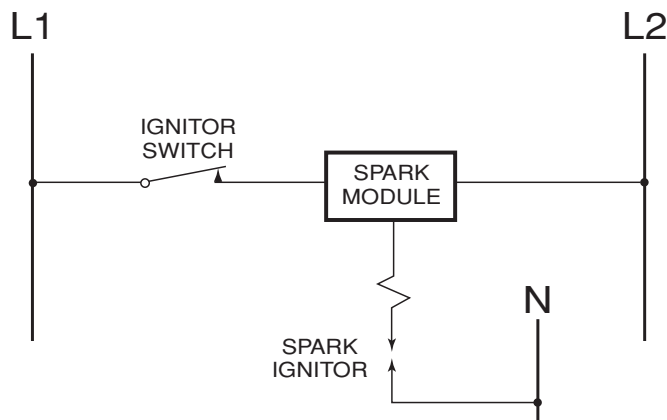 L1
L2
IGNITOR
SWITCH
SPARK
MODULE
N
SPARK
IGNITOR